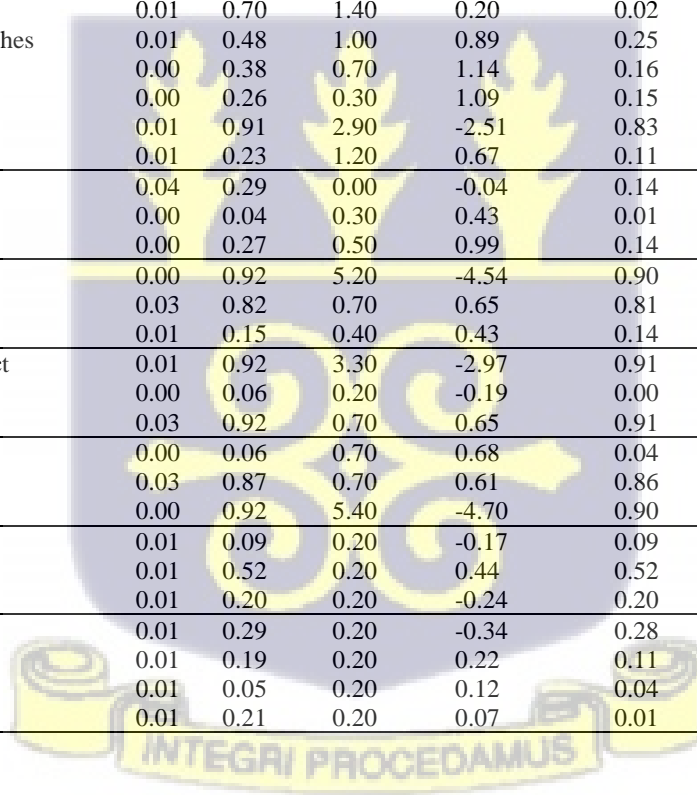 0.01 0.70 1.40 0.20 0.02
hes 0.01 0.48 1.00 0.89 0.25
0.00 0.38 0.70 1.14 0.16
0.00 0.26 0.30 1.09 0.15
0.01 0.91 2.90 -2.51 0.83
0.01 0.23 1.20 0.67 0.11
0.04 0.29 0.00 -0.04 0.14
0.00 0.04 0.30 0.43 0.01
0.00 0.27 0.50 0.99 0.14
0.00 0.92 5.20 -4.54 0.90
0.03 0.82 0.70 0.65 0.81
0.01 0.15 0.40 0.43 0.14
ct 0.01 0.92 3.30 -2.97 0.91
0.00 0.06 0.20 -0.19 0.00
0.03 0.92 0.70 0.65 0.91
0.00 0.06 0.70 0.68 0.04
0.03 0.87 0.70 0.61 0.86
0.00 0.92 5.40 -4.70 0.90
0.01 0.09 0.20 -0.17 0.09
0.01 0.52 0.20 0.44 0.52
0.01 0.20 0.20 -0.24 0.20
0.01 0.29 0.20 -0.34 0.28
0.01 0.19 0.20 0.22 0.11
0.01 0.05 0.20 0.12 0.04
0.01 0.21 0.20 0.07 0.01
INTEGRI PROCEDAMUS